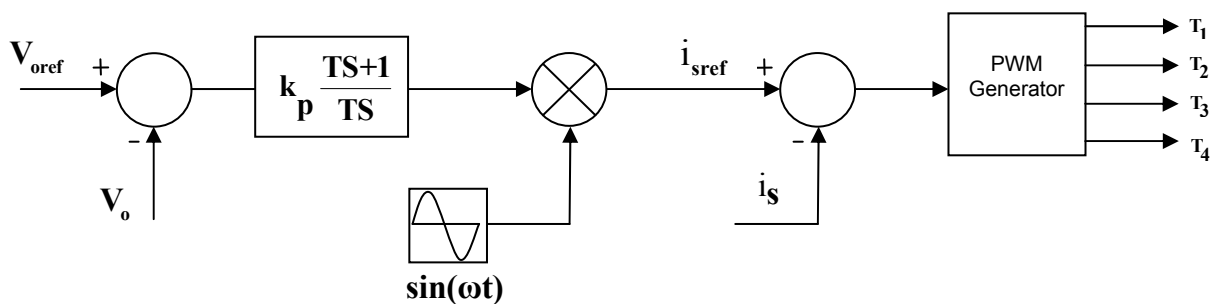 V_oref
+
-
V_o
k_p TS+1/TS
sin(ωt)
i_sref
+
-
i_s
PWM
Generator
T_1
T_2
T_3
T_4